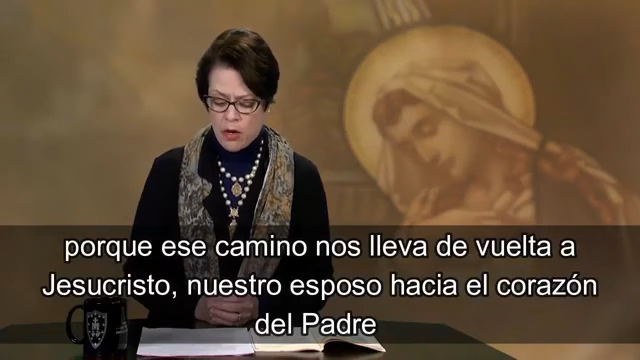 porque ese camino nos lleva de vuelta a
Jesucristo, nuestro esposo hacia el corazón
del Padre